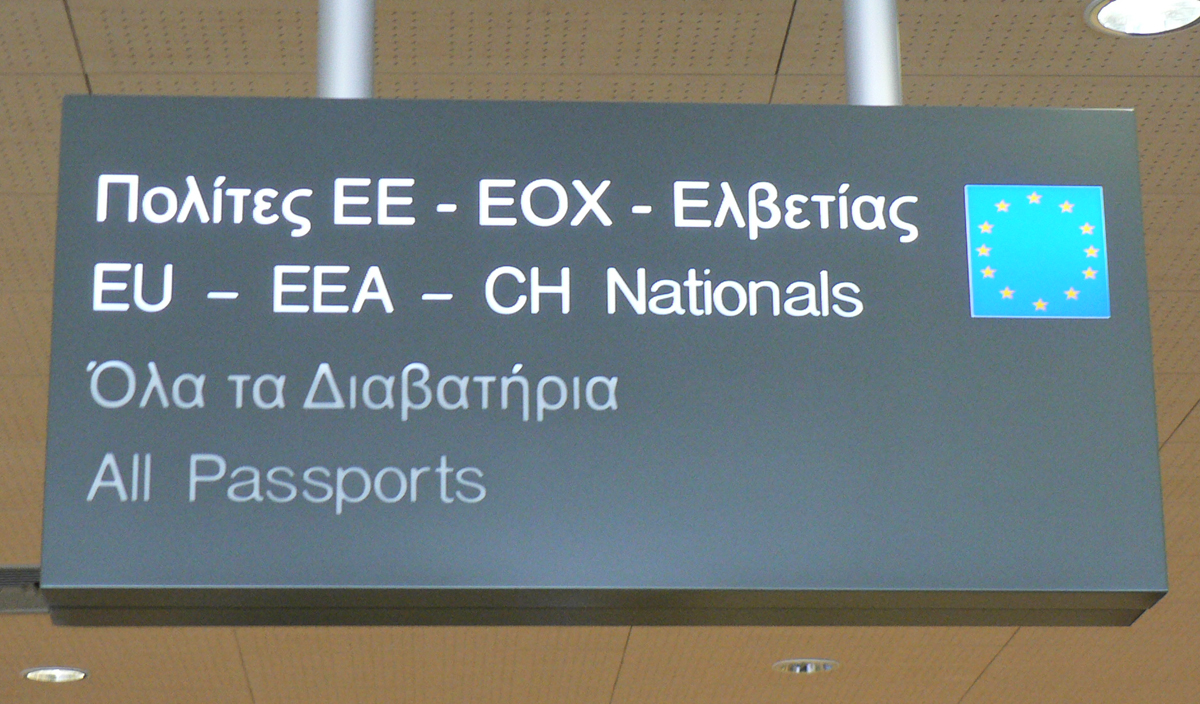 Πολίτες ΕΕ - ΕΟΧ - Ελβετίας
EU – EEA – CH Nationals
Όλα τα Διαβατήρια
All Passports